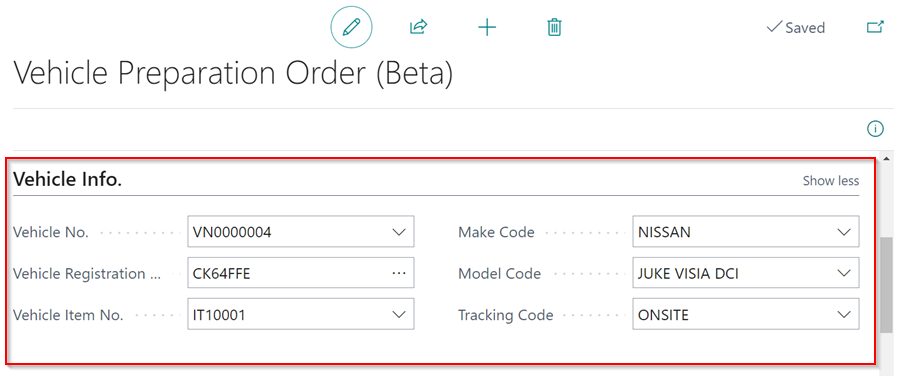 Saved
Vehicle Preparation Order (Beta)
Vehicle Info.
Show less
Vehicle No. VN0000004
Make Code NISSAN
Vehicle Registration ... CK64FFE
Model Code JUKE VISIA DCI
Vehicle Item No. IT10001
Tracking Code ONSITE